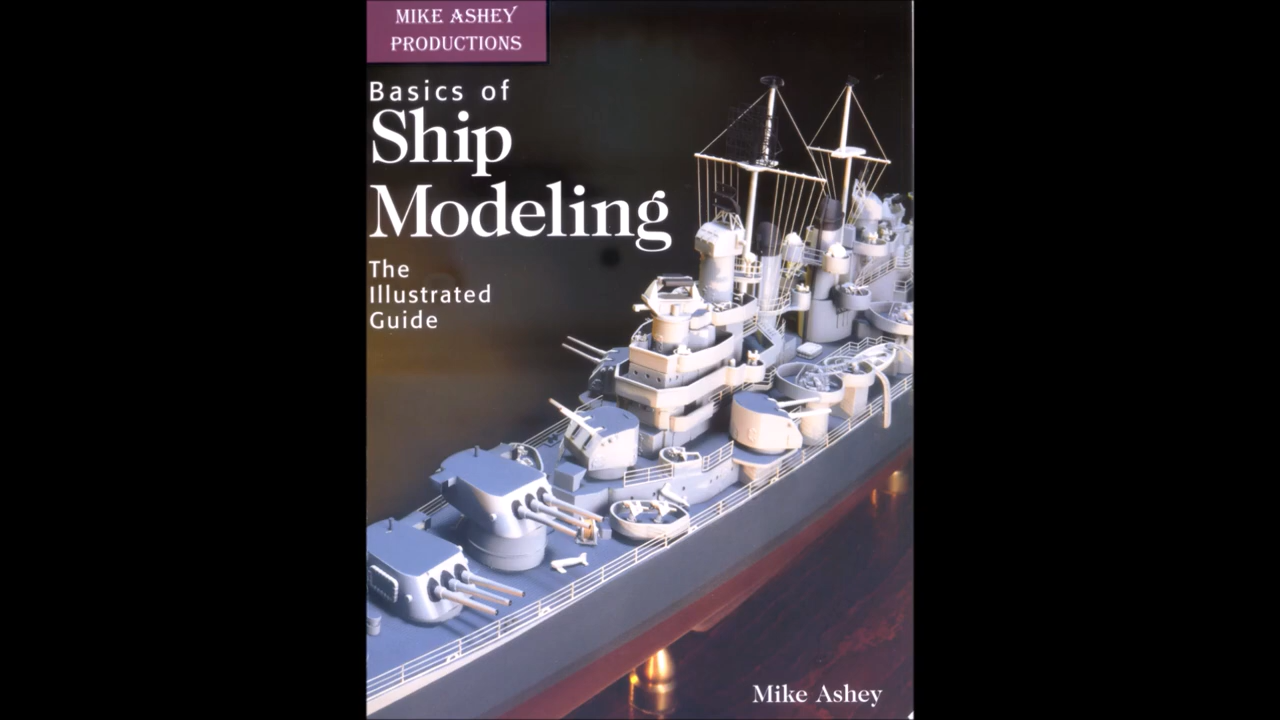 MIKE ASHEY
PRODUCTIONS
Basics of
Ship
Modeling
The
Illustrated
Guide
Mike Ashey